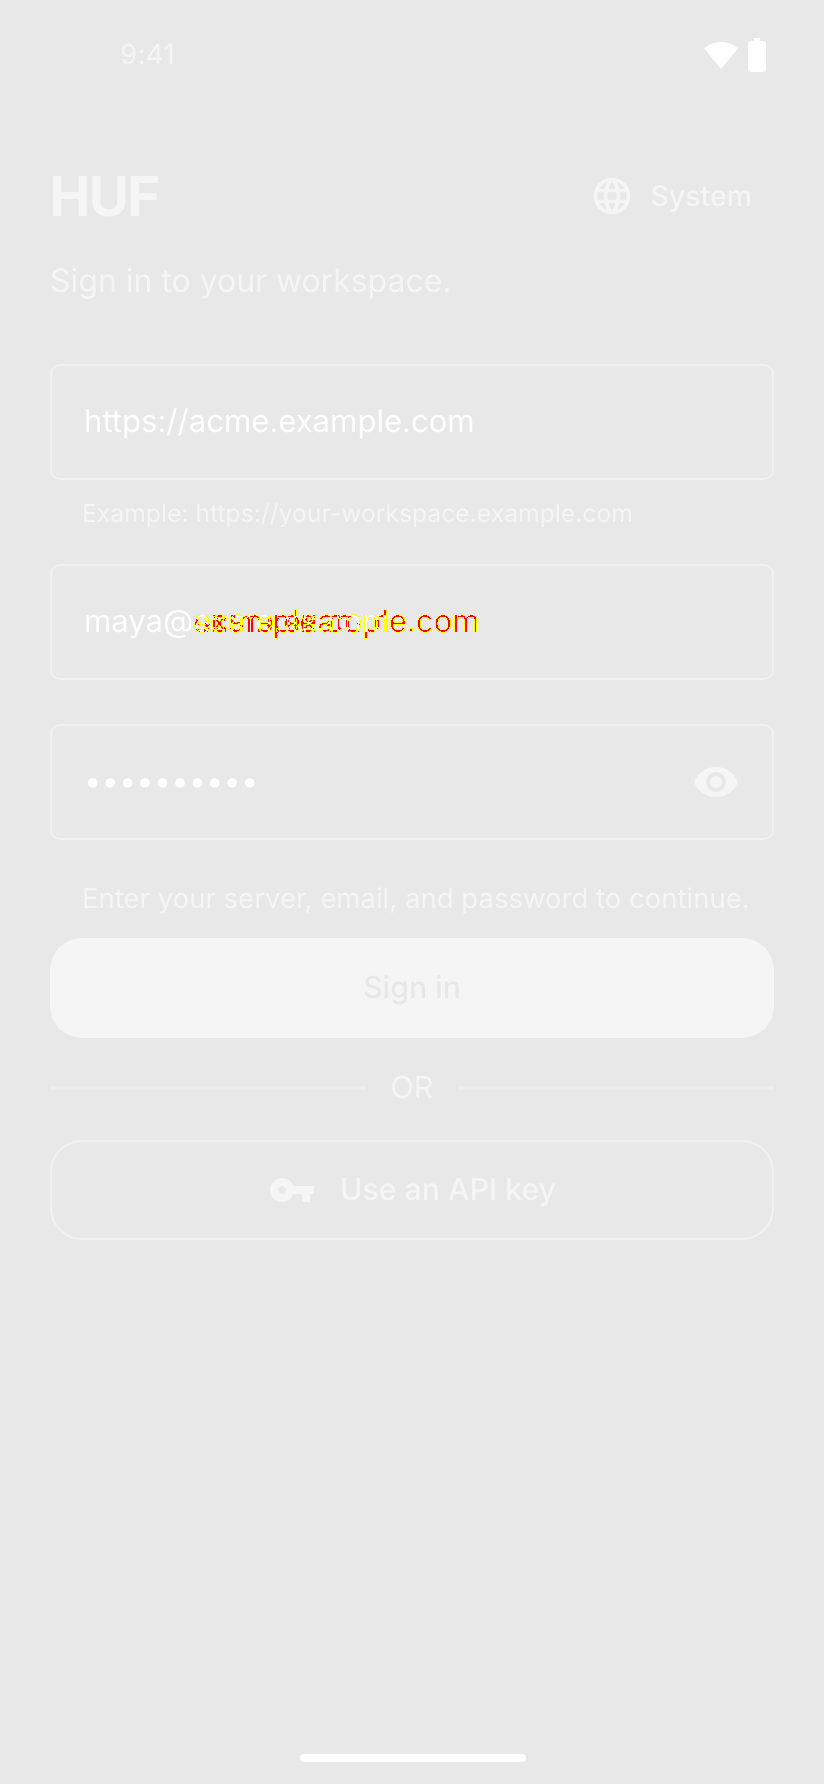 9:41
HUF
System
Sign in to your workspace.
https://acme.example.com
Example: https://your-workspace.example.com
maya@
••••••••••
Enter your server, email, and password to continue.
Sign in
OR
Use an API key